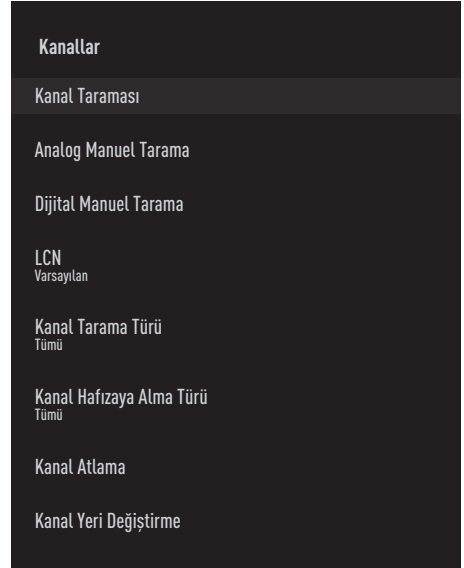 Kanallar
Kanal Taraması
Analog Manuel Tarama
Dijital Manuel Tarama
LCN
Varsayılan
Kanal Tarama Türü
Tümü
Kanal Hafızaya Alma Türü
Tümü
Kanal Atlama
Kanal Yeri Değiştirme